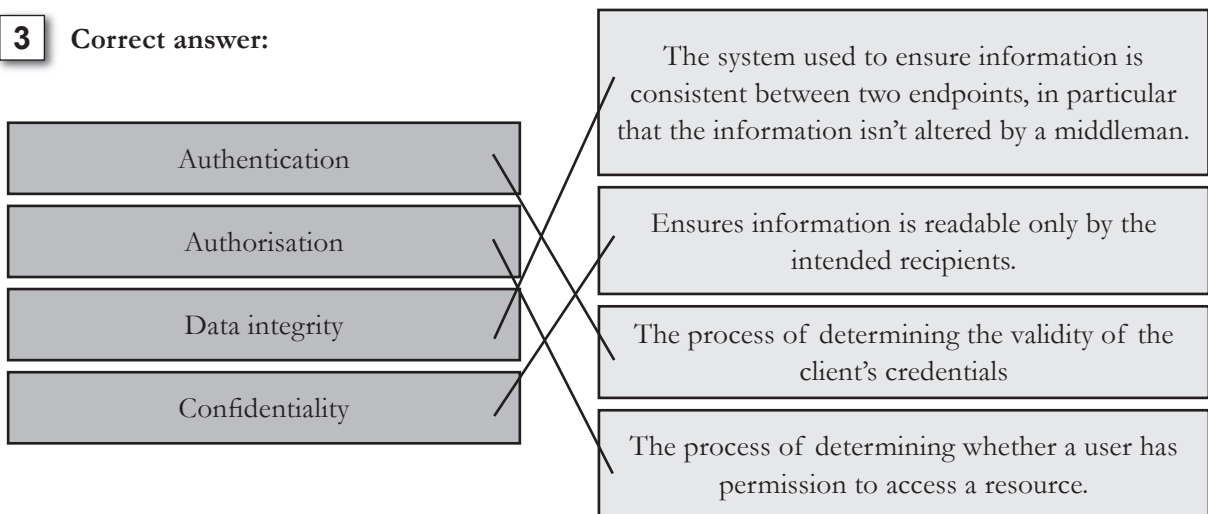 3 Correct answer:
Authentication
Authorisation
Data integrity
Confidentiality
The system used to ensure information is
consistent between two endpoints, in particular
that the information isn't altered by a middleman.
Ensures information is readable only by the
intended recipients.
The process of determining the validity of the
client's credentials
The process of determining whether a user has
permission to access a resource.